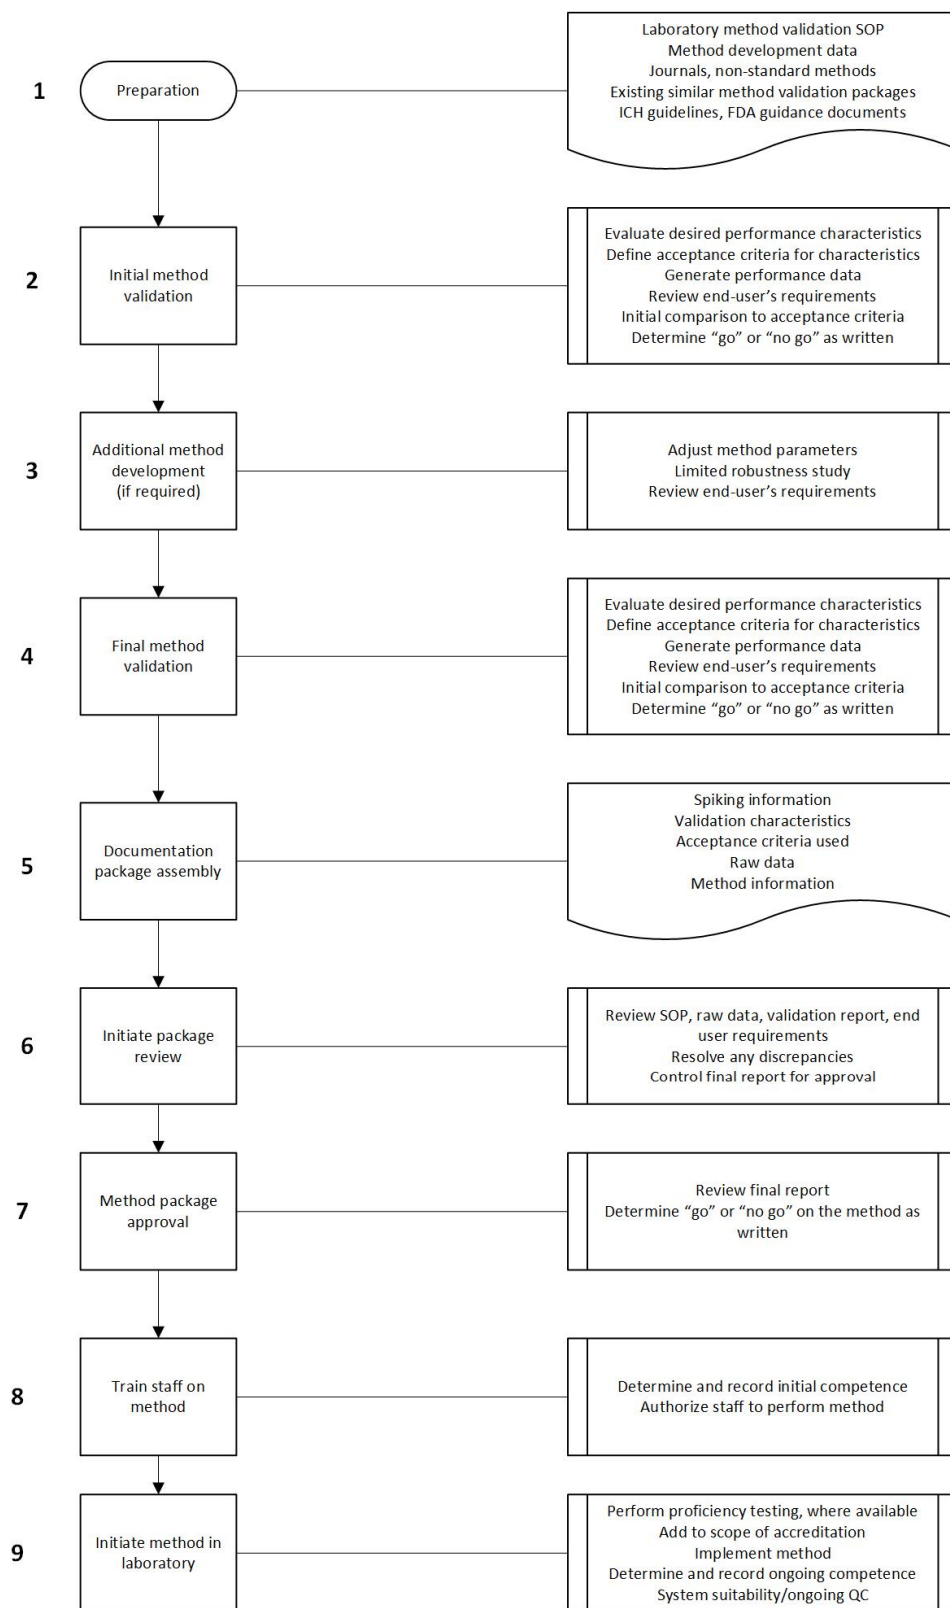 1
Preparation
Laboratory method validation SOP
Method development data
Journals, non-standard methods
Existing similar method validation packages
ICH guidelines, FDA guidance documents
2
Initial method
validation
Evaluate desired performance characteristics
Define acceptance criteria for characteristics
Generate performance data
Review end-user’s requirements
Initial comparison to acceptance criteria
Determine “go” or “no go” as written
3
Additional method
development
(if required)
Adjust method parameters
Limited robustness study
Review end-user’s requirements
4
Final method
validation
Evaluate desired performance characteristics
Define acceptance criteria for characteristics
Generate performance data
Review end-user’s requirements
Initial comparison to acceptance criteria
Determine “go” or “no go” as written
5
Documentation
package assembly
Spiking information
Validation characteristics
Acceptance criteria used
Raw data
Method information
6
Initiate package
review
Review SOP, raw data, validation report, end
user requirements
Resolve any discrepancies
Control final report for approval
7
Method package
approval
Review final report
Determine “go” or “no go” on the method as
written
8
Train staff on
method
Determine and record initial competence
Authorize staff to perform method
9
Initiate method in
laboratory
Perform proficiency testing, where available
Add to scope of accreditation
Implement method
Determine and record ongoing competence
System suitability/ongoing QC